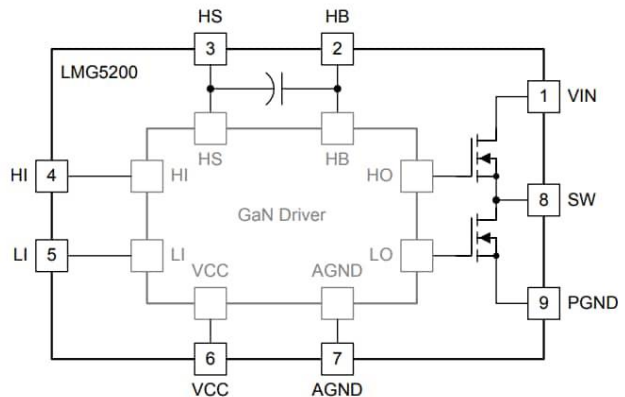 HS HB
3 2
LMG5200
1 VIN
HS HB
HI 4 HI HO
8 SW
GaN Driver
LI 5 LI LO
VCC AGND
9 PGND
6 7
VCC AGND